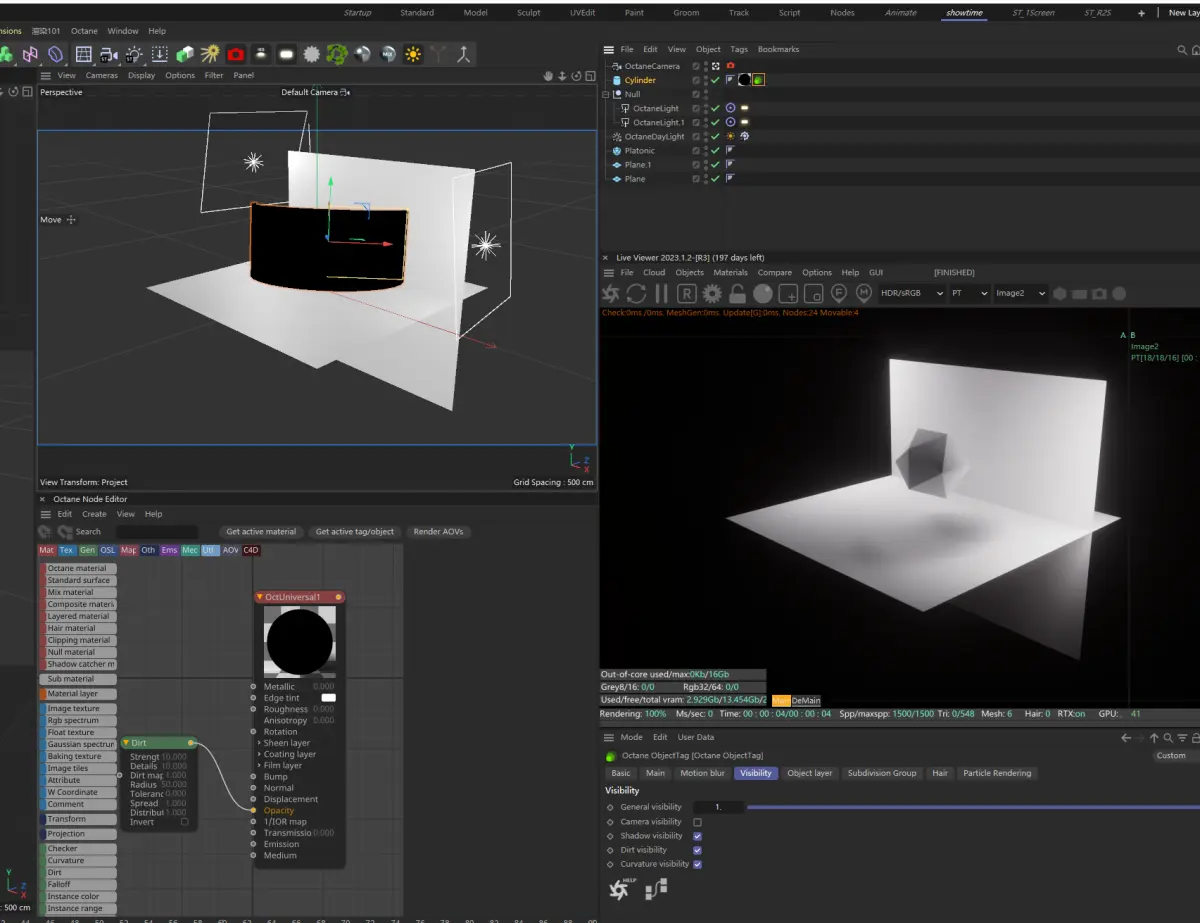 Startup Standard Model Sculpt UVEdit Paint Groom Track Script Nodes Animate showtime ST_1Screen ST_R2S + New Lay
nsions 渲染101 Octane Window Help
View Cameras Display Options Filter Panel
Perspective
Default Camera
Move
View Transform: Project
Grid Spacing : 500 cm
Y
Z
X
File Edit View Object Tags Bookmarks
OctaneCamera
Cylinder
Null
OctaneLight
OctaneLight.1
OctaneDayLight
Platonic
Plane.1
Plane
Live Viewer 2023.1.2-[R3] (197 days left)
File Cloud Objects Materials Compare Options Help GUI [FINISHED]
R F M HDR/sRGB PT Image2
Check:0ms./0ms. MeshGen:0ms. Update[G]:0ms. Nodes:24 Movable:4
A B
Image2
PT[18/18/16] [00 :
Out-of-core used/max:0Kb/16Gb
Grey8/16: 0/0 Rgb32/64: 0/0
Used/free/total vram: 2.929Gb/13.454Gb/2
Main DeMain
Rendering: 100% Ms/sec: 0 Time: 00 : 00 : 04/00 : 00 : 04 Spp/maxspp: 1500/1500 Tri: 0/548 Mesh: 6 Hair: 0 RTX:on GPU: 41
Octane Node Editor
Edit Create View Help
Search Get active material Get active tag/object Render AOVs
Mat Tex Gen OSL Map Oth Ems Mec Utl AOV C4D
Octane material
Standard surface
Mix material
Composite materi
Layered material
Hair material
Clipping material
Null material
Shadow catcher m
Sub material
Material layer
Image texture
Rgb spectrum
Float texture
Gaussian spectrun
Baking texture
Image tiles
Attribute
W Coordinate
Comment
Transform
Projection
Checker
Curvature
Dirt
Falloff
Instance color
Instance range
Dirt
Strengt 10.000
Details 10.000
Dirt map 1.000
Radius 50.000
Toleranc 0.000
Spread 1.000
Distribut 1.000
Invert
OctUniversal1
Metallic 0.000
Edge tint
Roughness 0.000
Anisotropy 0.000
Rotation
Sheen layer
Coating layer
Film layer
Bump
Normal
Displacement
Opacity
1/IOR map
Transmissio 0.000
Emission
Medium
Y
Z
X
: 500 cm
Mode Edit User Data
Octane ObjectTag [Octane ObjectTag]
Custom
Basic Main Motion blur Visibility Object layer Subdivision Group Hair Particle Rendering
Visibility
General visibility 1.
Camera visibility
Shadow visibility
Dirt visibility
Curvature visibility
HELP